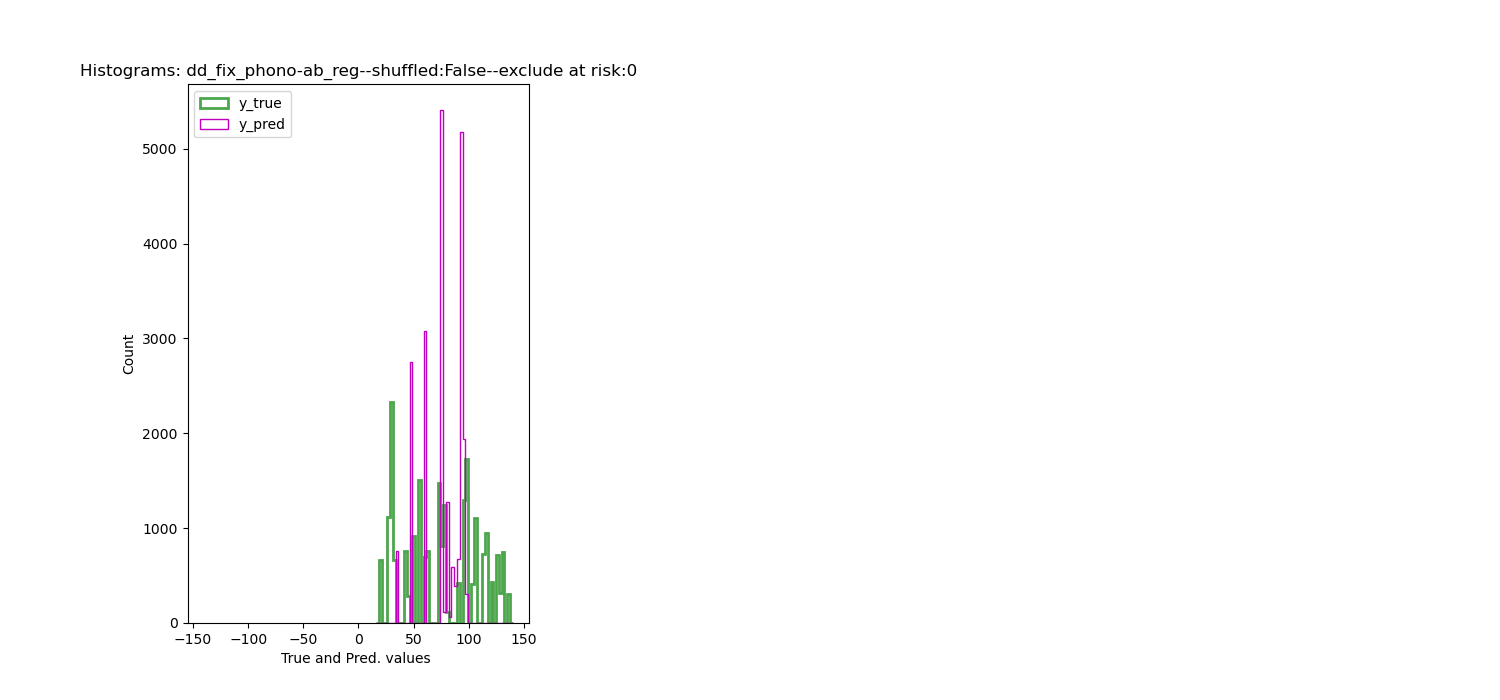 Histograms: dd_fix_phono-ab_reg--shuffled:False--exclude at risk:0
y_true
y_pred
5000
4000
3000
2000
1000
0
Count
−150 −100 −50 0 50 100 150
True and Pred. values